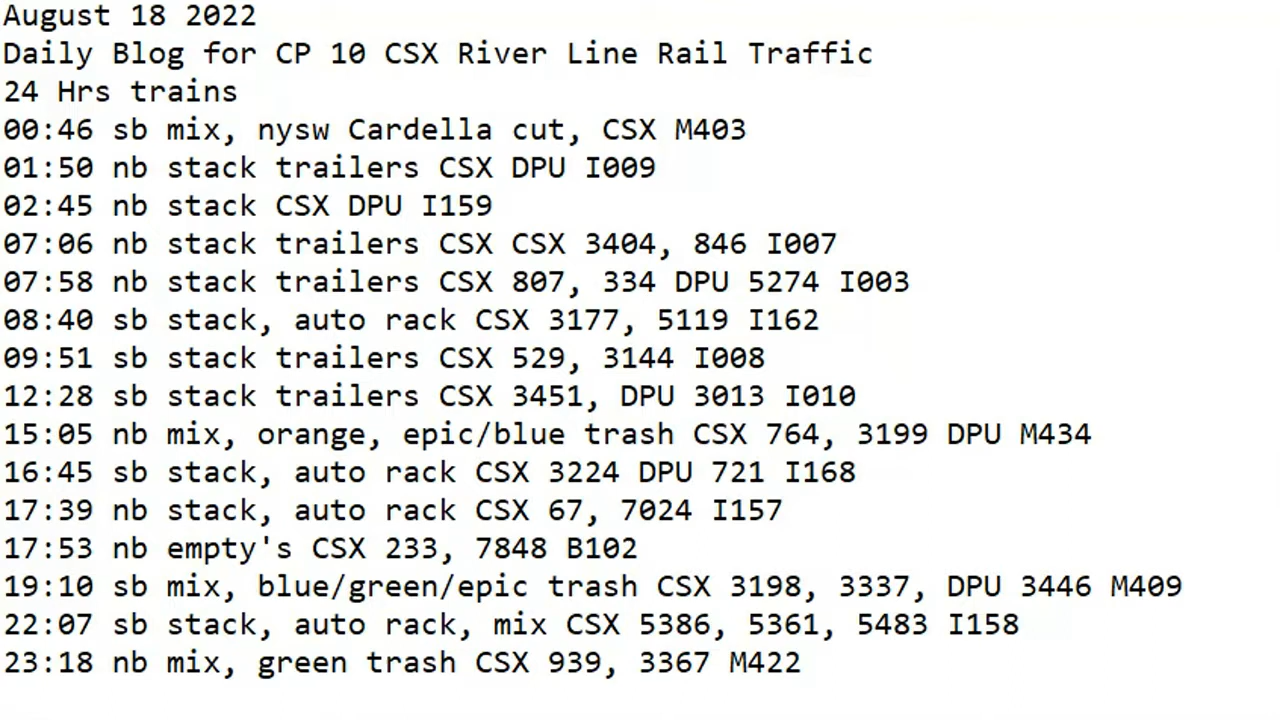 August 18 2022
Daily Blog for CP 10 CSX River Line Rail Traffic
24 Hrs trains
00:46 sb mix, nysw Cardella cut, CSX M403
01:50 nb stack trailers CSX DPU I009
02:45 nb stack CSX DPU I159
07:06 nb stack trailers CSX CSX 3404, 846 I007
07:58 nb stack trailers CSX 807, 334 DPU 5274 I003
08:40 sb stack, auto rack CSX 3177, 5119 I162
09:51 sb stack trailers CSX 529, 3144 I008
12:28 sb stack trailers CSX 3451, DPU 3013 I010
15:05 nb mix, orange, epic/blue trash CSX 764, 3199 DPU M434
16:45 sb stack, auto rack CSX 3224 DPU 721 I168
17:39 nb stack, auto rack CSX 67, 7024 I157
17:53 nb empty's CSX 233, 7848 B102
19:10 sb mix, blue/green/epic trash CSX 3198, 3337, DPU 3446 M409
22:07 sb stack, auto rack, mix CSX 5386, 5361, 5483 I158
23:18 nb mix, green trash CSX 939, 3367 M422